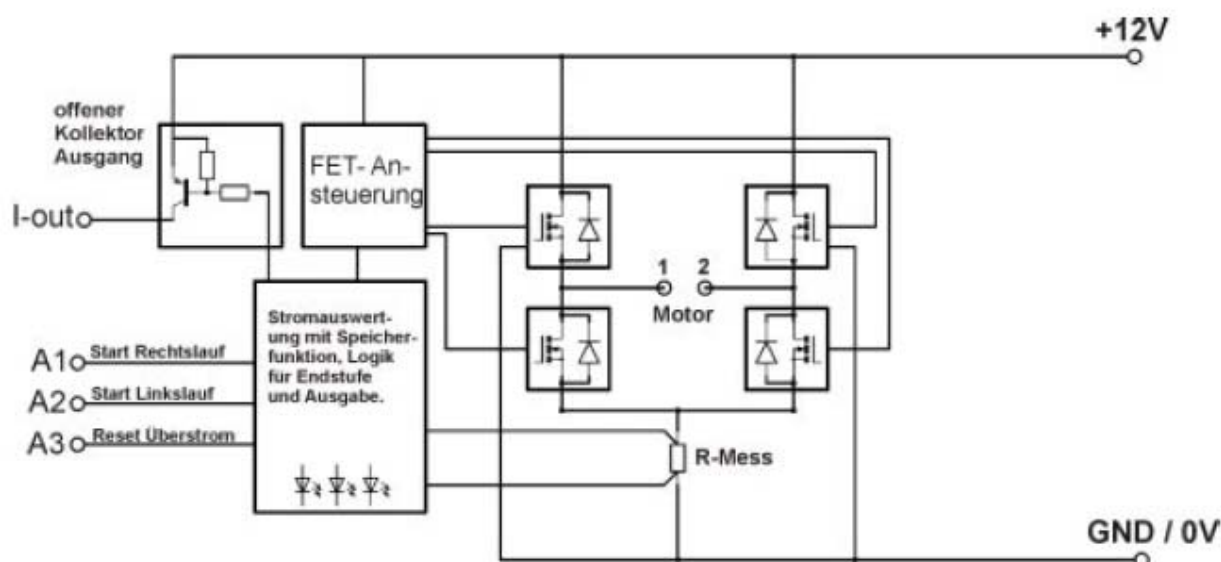 +12V
offener
Kollektor
Ausgang
FET- An-
steuerung
I-out
1 2
Motor
Stromauswert-
ung mit Speicher-
funktion, Logik
für Endstufe
und Ausgabe.
A1 Start Rechtslauf
A2 Start Linkslauf
A3 Reset Überstrom
R-Mess
GND / 0V